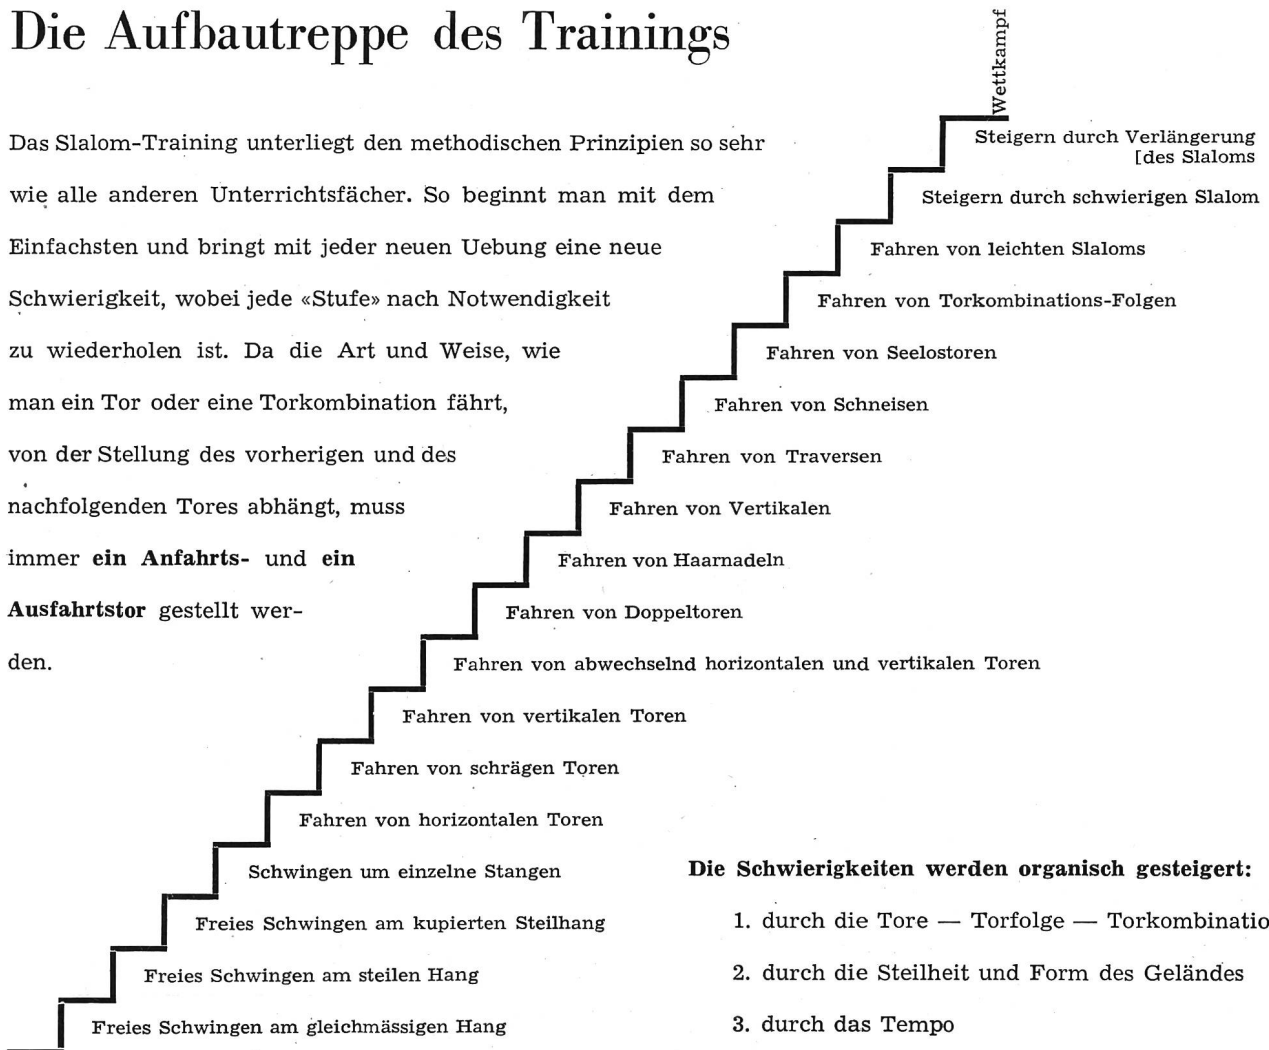 Die Aufbautreppe des Trainings
Das Slalom-Training unterliegt den methodischen Prinzipien so sehr
wie alle anderen Unterrichtsfächer. So beginnt man mit dem
Einfachsten und bringt mit jeder neuen Uebung eine neue
Schwierigkeit, wobei jede «Stufe» nach Notwendigkeit
zu wiederholen ist. Da die Art und Weise, wie
man ein Tor oder eine Torkombination fährt,
von der Stellung des vorherigen und des
nachfolgenden Tores abhängt, muss
immer ein Anfahrts- und ein
Ausfahrtstor gestellt wer-
den.
Wettkampf
Steigern durch Verlängerung
[des Slaloms
Steigern durch schwierigen Slalom
Fahren von leichten Slaloms
Fahren von Torkombinations-Folgen
Fahren von Seelostoren
Fahren von Schneisen
Fahren von Traversen
Fahren von Vertikalen
Fahren von Haarnadeln
Fahren von Doppeltoren
Fahren von abwechselnd horizontalen und vertikalen Toren
Fahren von vertikalen Toren
Fahren von schrägen Toren
Fahren von horizontalen Toren
Schwingen um einzelne Stangen
Freies Schwingen am kupierten Steilhang
Freies Schwingen am steilen Hang
Freies Schwingen am gleichmässigen Hang
Die Schwierigkeiten werden organisch gesteigert:
1. durch die Tore — Torfolge — Torkombinatio
2. durch die Steilheit und Form des Geländes
3. durch das Tempo